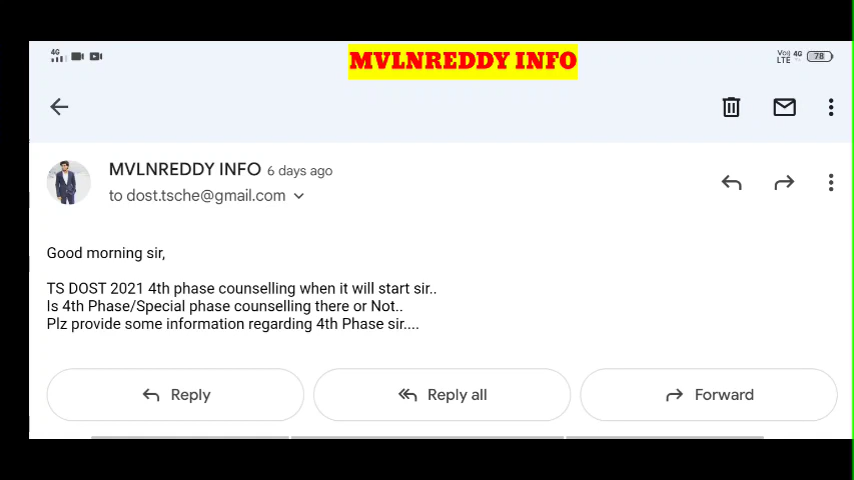 4G
MVLNREDDY INFO
LTE 4G 78
MVLNREDDY INFO 6 days ago
to dost.tsche@gmail.com
Good morning sir,
TS DOST 2021 4th phase counselling when it will start sir..
Is 4th Phase/Special phase counselling there or Not..
Plz provide some information regarding 4th Phase sir....
Reply
Reply all
Forward